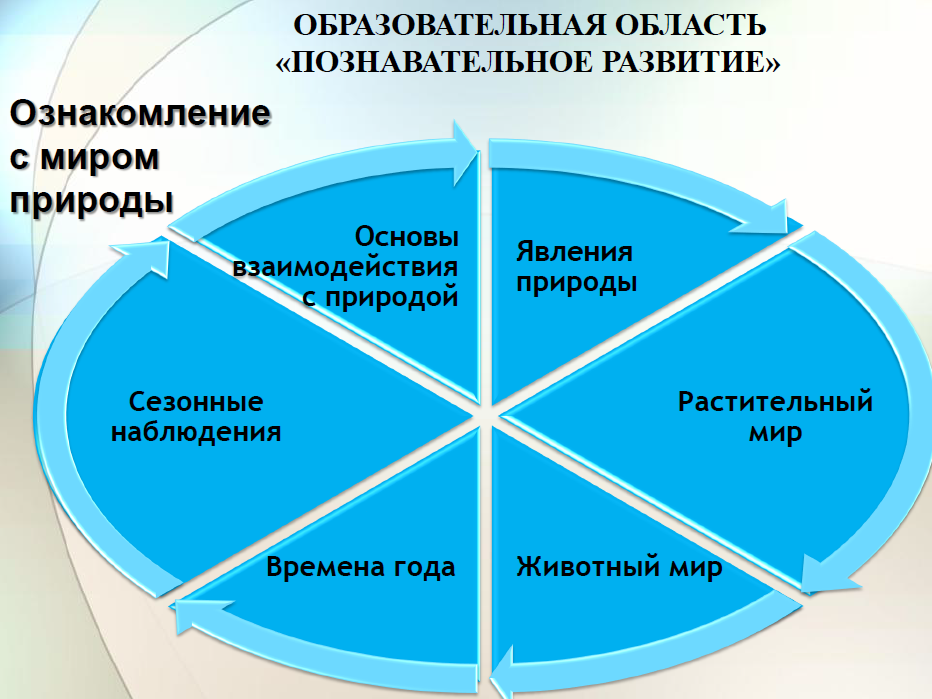 ОБРАЗОВАТЕЛЬНАЯ ОБЛАСТЬ
«ПОЗНАВАТЕЛЬНОЕ РАЗВИТИЕ»
Ознакомление
с миром
природы
Основы
взаимодействия
с природой
Явления
природы
Растительный
мир
Животный мир
Времена года
Сезонные
наблюдения